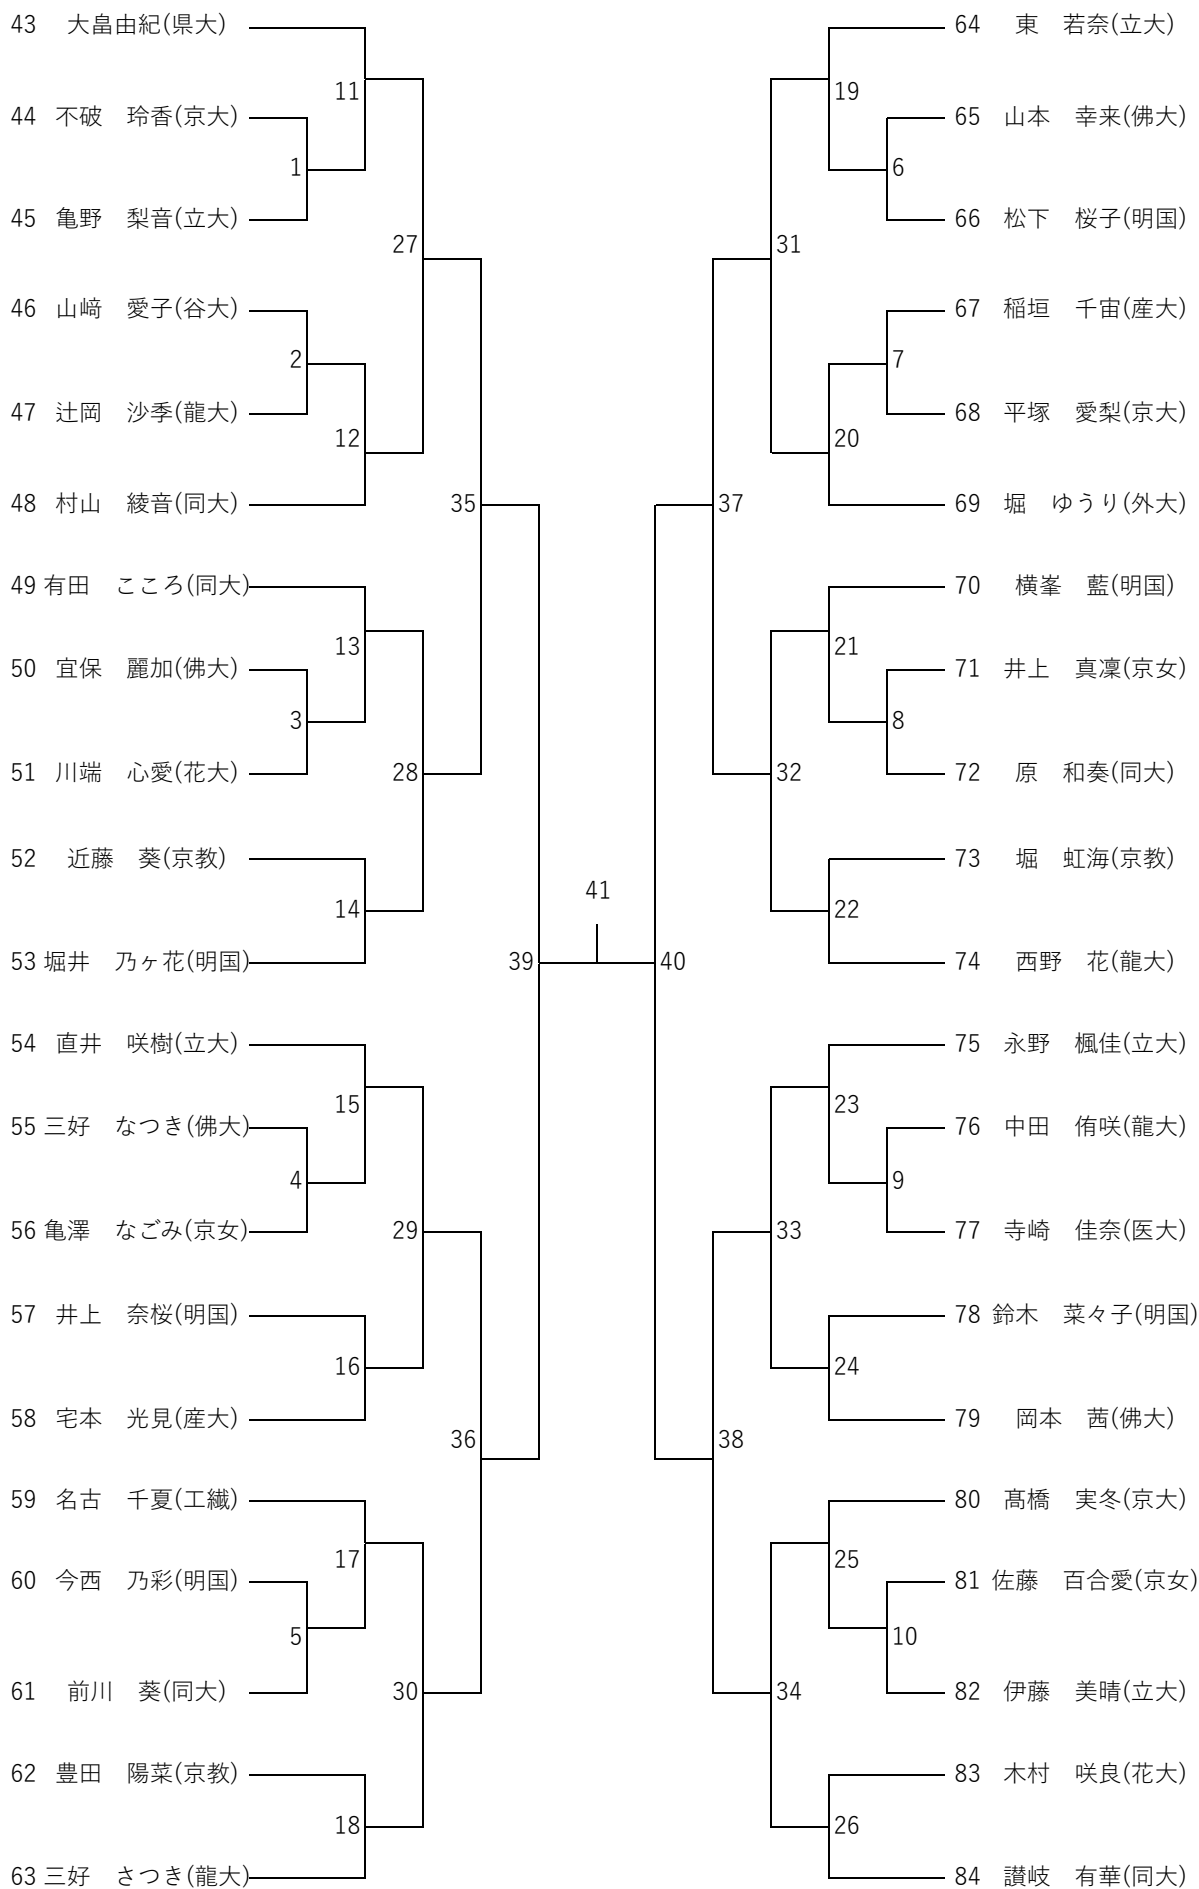 43 大畠由紀(県大)
11
44 不破　玲香(京大)
1
45 亀野　梨音(立大)
27
46 山﨑　愛子(谷大)
2
47 辻岡　沙季(龍大)
12
48 村山　綾音(同大)
35
49 有田　こころ(同大)
13
50 宜保　麗加(佛大)
3
51 川端　心愛(花大)
28
52 近藤　葵(京教)
14
53 堀井　乃ヶ花(明国)
39
54 直井　咲樹(立大)
15
55 三好　なつき(佛大)
4
56 亀澤　なごみ(京女)
29
57 井上　奈桜(明国)
16
58 宅本　光見(産大)
36
59 名古　千夏(工繊)
17
60 今西　乃彩(明国)
5
61 前川　葵(同大)
30
62 豊田　陽菜(京教)
18
63 三好　さつき(龍大)
41
64 東　若奈(立大)
19
65 山本　幸来(佛大)
6
66 松下　桜子(明国)
31
67 稲垣　千宙(産大)
7
68 平塚　愛梨(京大)
20
69 堀　ゆうり(外大)
37
70 横峯　藍(明国)
21
71 井上　真凜(京女)
8
72 原　和奏(同大)
32
73 堀　虹海(京教)
22
74 西野　花(龍大)
40
75 永野　楓佳(立大)
23
76 中田　侑咲(龍大)
9
77 寺崎　佳奈(医大)
33
78 鈴木　菜々子(明国)
24
79 岡本　茜(佛大)
38
80 髙橋　実冬(京大)
25
81 佐藤　百合愛(京女)
10
82 伊藤　美晴(立大)
34
83 木村　咲良(花大)
26
84 讃岐　有華(同大)